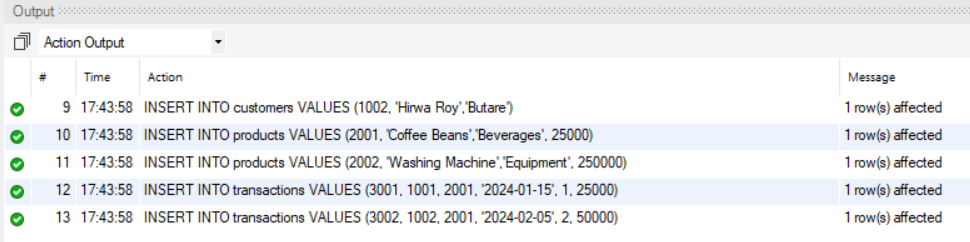 Output
Action Output
# Time Action Message
9 17:43:58 INSERT INTO customers VALUES (1002, 'Hirwa Roy','Butare') 1 row(s) affected
10 17:43:58 INSERT INTO products VALUES (2001, 'Coffee Beans','Beverages', 25000) 1 row(s) affected
11 17:43:58 INSERT INTO products VALUES (2002, 'Washing Machine','Equipment', 250000) 1 row(s) affected
12 17:43:58 INSERT INTO transactions VALUES (3001, 1001, 2001, '2024-01-15', 1, 25000) 1 row(s) affected
13 17:43:58 INSERT INTO transactions VALUES (3002, 1002, 2001, '2024-02-05', 2, 50000) 1 row(s) affected